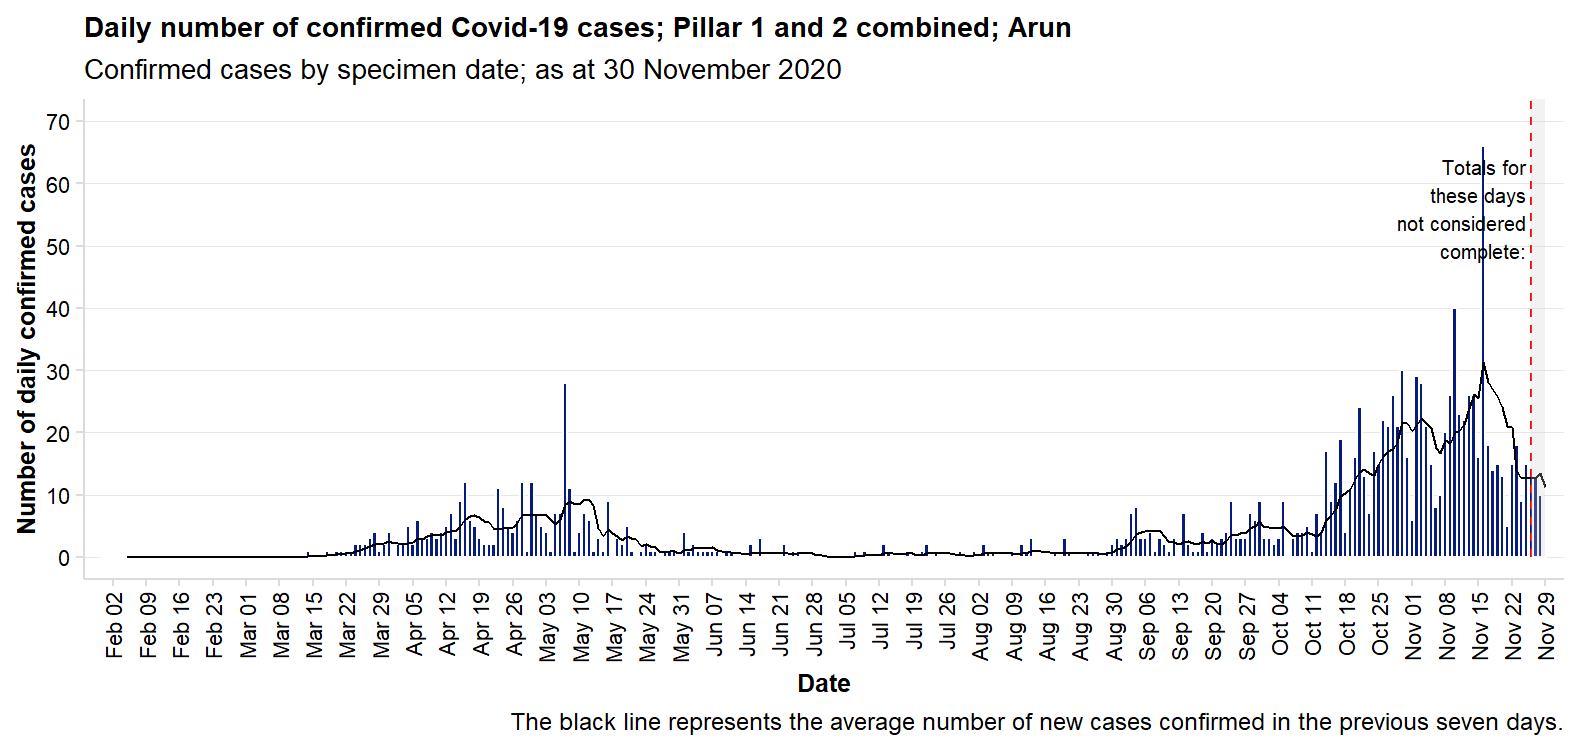 Daily number of confirmed Covid-19 cases; Pillar 1 and 2 combined; Arun
Confirmed cases by specimen date; as at 30 November 2020
Number of daily confirmed cases
70
60
50
40
30
20
10
0
Totals for
these days
not considered
complete:
Feb 02
Feb 09
Feb 16
Feb 23
Mar 01
Mar 08
Mar 15
Mar 22
Mar 29
Apr 05
Apr 12
Apr 19
Apr 26
May 03
May 10
May 17
May 24
May 31
Jun 07
Jun 14
Jun 21
Jun 28
Jul 05
Jul 12
Jul 19
Jul 26
Aug 02
Aug 09
Aug 16
Aug 23
Aug 30
Sep 06
Sep 13
Sep 20
Sep 27
Oct 04
Oct 11
Oct 18
Oct 25
Nov 01
Nov 08
Nov 15
Nov 22
Nov 29
Date
The black line represents the average number of new cases confirmed in the previous seven days.